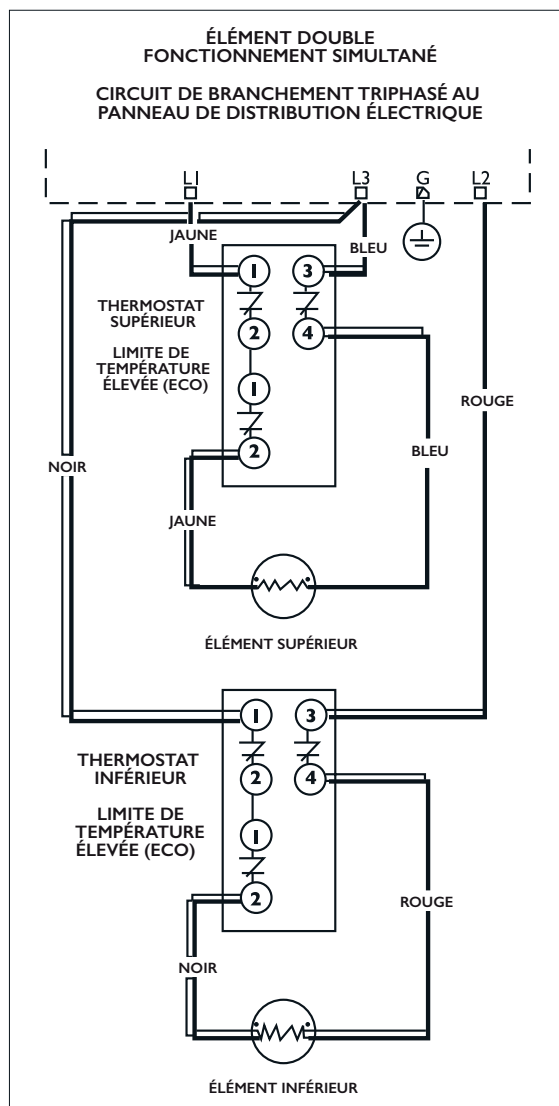 ÉLÉMENT DOUBLE
FONCTIONNEMENT SIMULTANÉ
CIRCUIT DE BRANCHEMENT TRIPHASÉ AU
PANNEAU DE DISTRIBUTION ÉLECTRIQUE
L1 L3 G L2
JAUNE
BLEU
1 3
THERMOSTAT
SUPÉRIEUR
2 4
LIMITE DE
TEMPÉRATURE
ÉLEVÉE (ECO)
1
ROUGE
2
BLEU
NOIR
JAUNE
ÉLÉMENT SUPÉRIEUR
1 3
THERMOSTAT
INFÉRIEUR
2 4
LIMITE DE
TEMPÉRATURE
ÉLEVÉE (ECO)
1
2
ROUGE
NOIR
ÉLÉMENT INFÉRIEUR